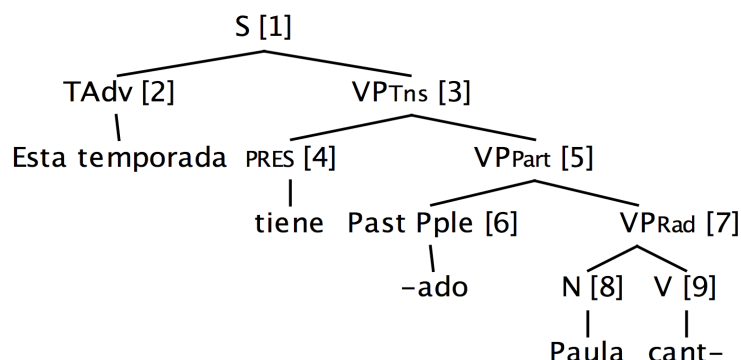 S [1]
TAdv [2] VPTns [3]
Esta temporada PRES [4] VPPart [5]
tiene Past Pple [6] VPRad [7]
-ado N [8] V [9]
Paula cant-